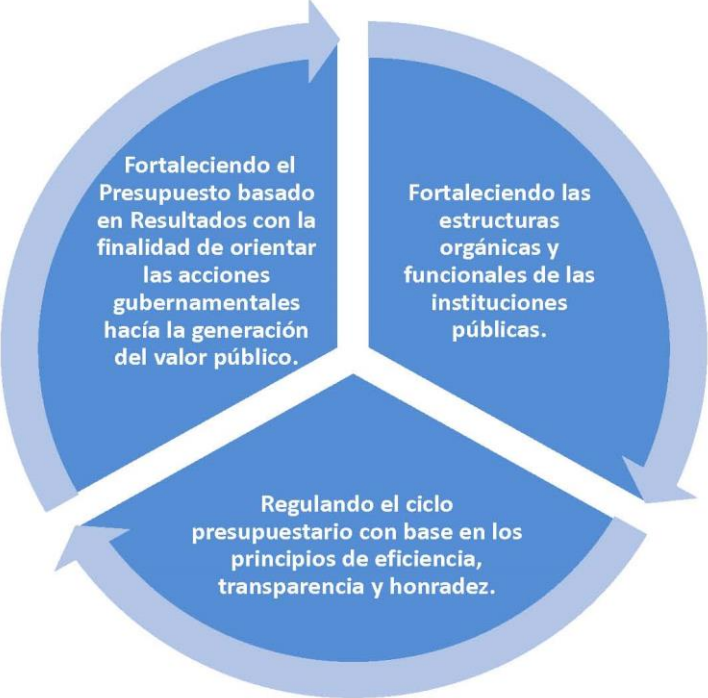 Fortaleciendo el
Presupuesto basado
en Resultados con la
finalidad de orientar
las acciones
gubernamentales
hacía la generación
del valor público.
Fortaleciendo las
estructuras
orgánicas y
funcionales de las
instituciones
públicas.
Regulando el ciclo
presupuestario con base en los
principios de eficiencia,
transparencia y honradez.